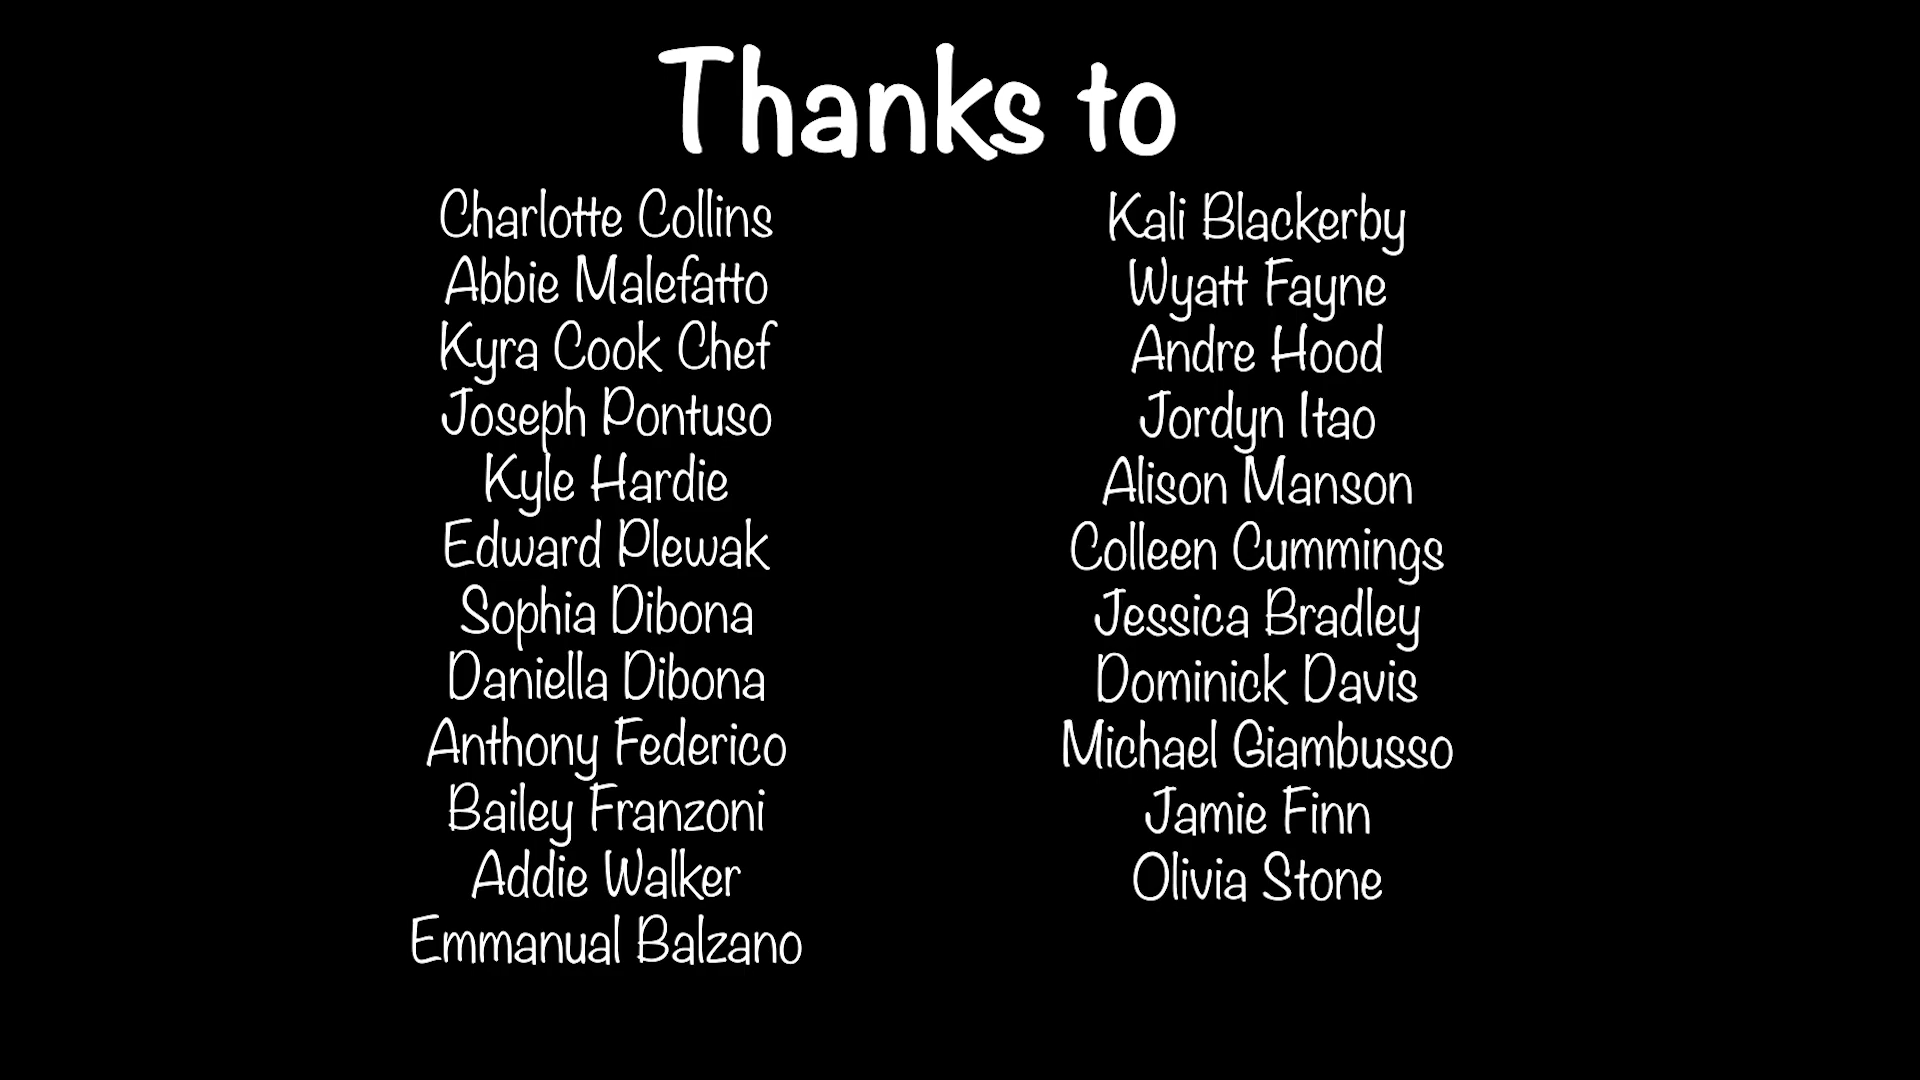 Thanks to
Charlotte Collins
Abbie Malefatto
Kyra Cook Chef
Joseph Pontuso
Kyle Hardie
Edward Plewak
Sophia Dibona
Daniella Dibona
Anthony Federico
Bailey Franzoni
Addie Walker
Emmanual Balzano
Kali Blackerby
Wyatt Fayne
Andre Hood
Jordyn Itao
Alison Manson
Colleen Cummings
Jessica Bradley
Dominick Davis
Michael Giambusso
Jamie Finn
Olivia Stone